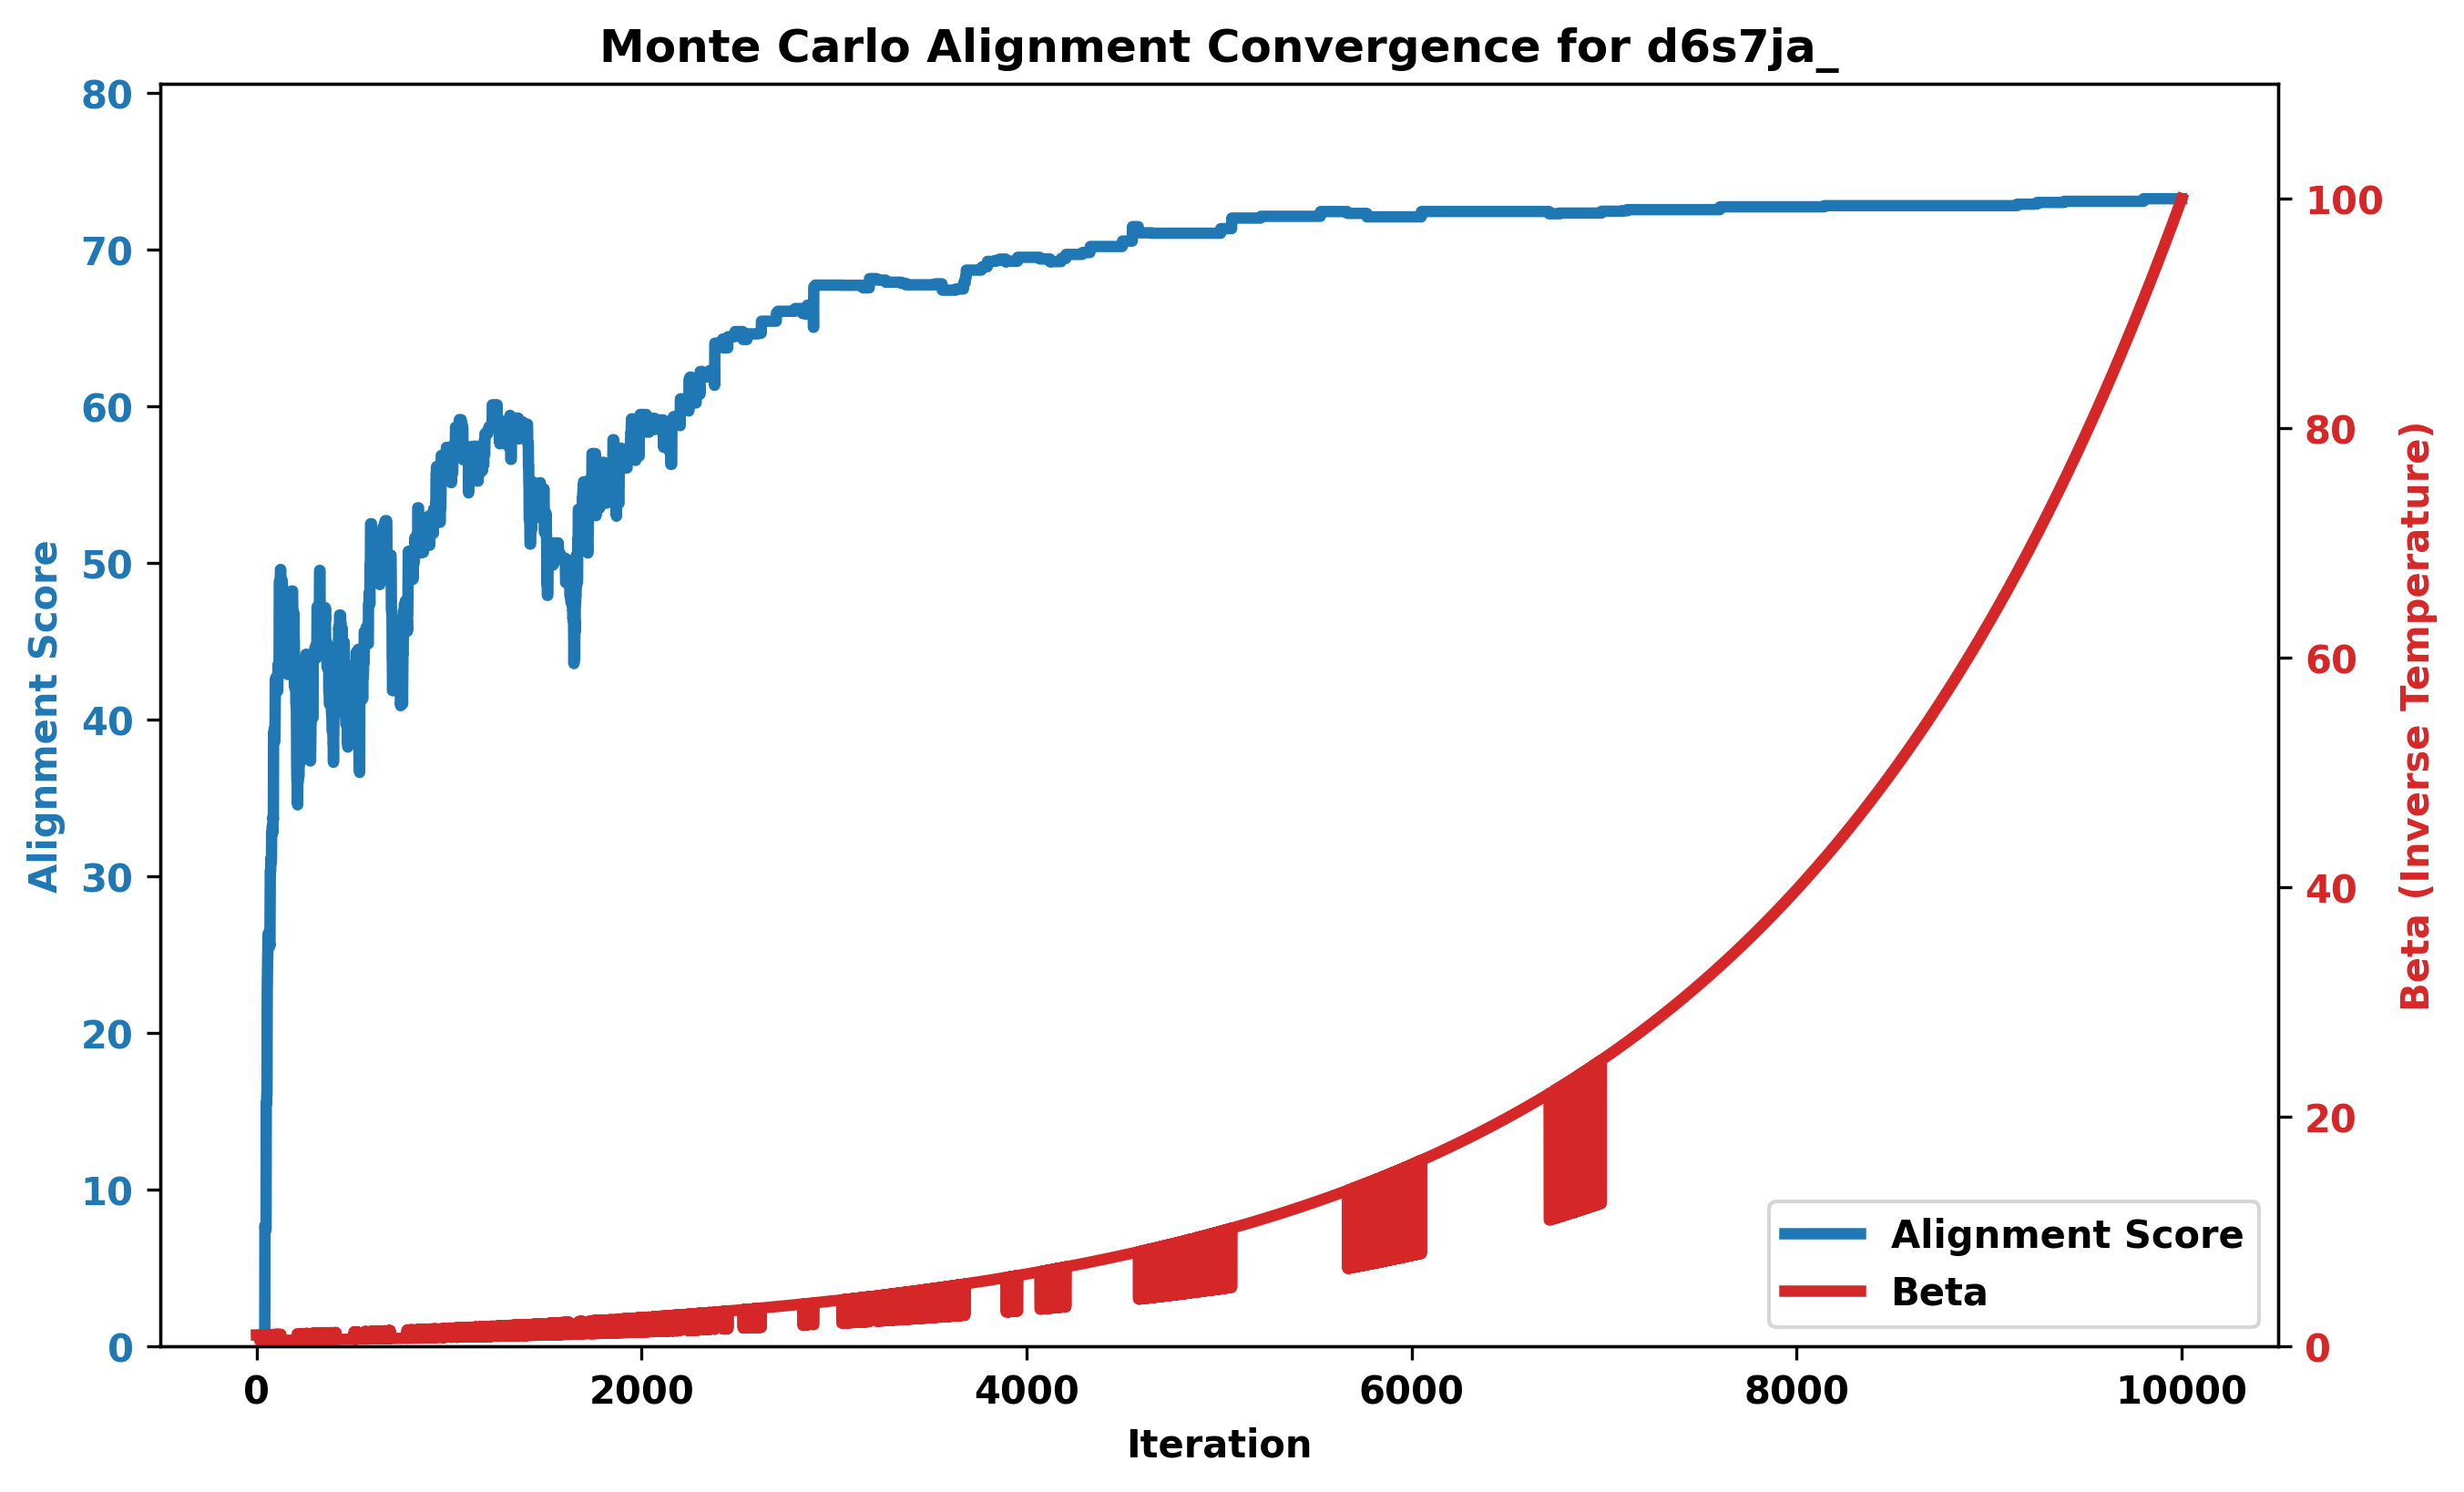 Monte Carlo Alignment Convergence for d6s7ja_
80
70
60
50
40
30
20
10
0
Alignment Score
100
80
60
40
20
0
Beta (Inverse Temperature)
Alignment Score
Beta
0 2000 4000 6000 8000 10000
Iteration